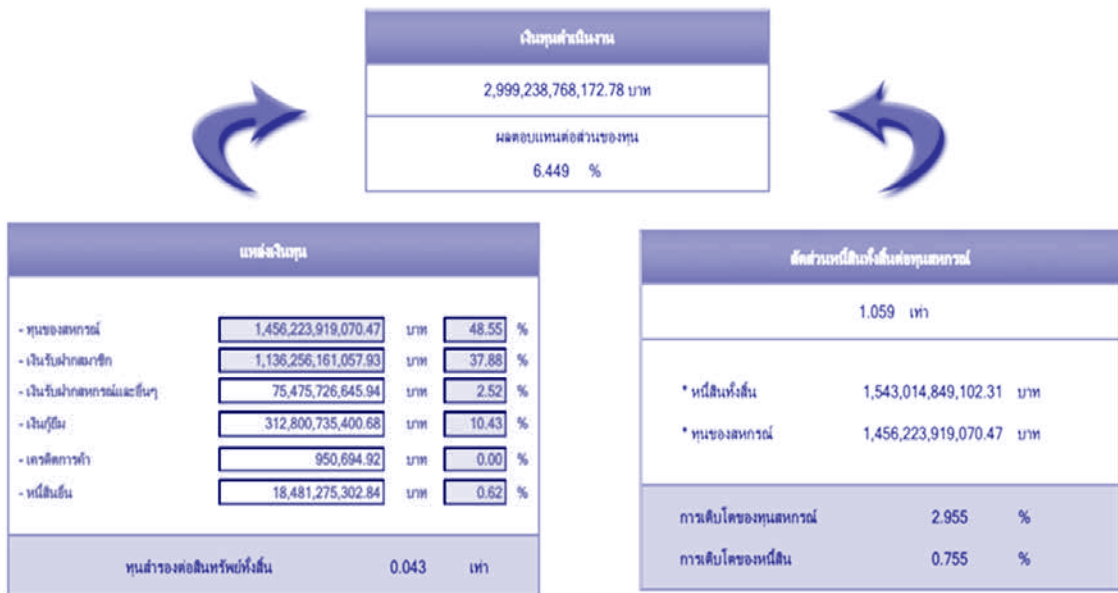 เงินทุนดำเนินงาน
2,999,238,768,172.78 บาท
ผลตอบแทนต่อส่วนของทุน
6.449 %
แหล่งเงินทุน
- ทุนของสหกรณ์ 1,456,223,919,070.47 บาท 48.55 %
- เงินรับฝากสมาชิก 1,136,256,161,057.93 บาท 37.88 %
- เงินรับฝากสหกรณ์และอื่นๆ 75,475,726,645.94 บาท 2.52 %
- เงินกู้ยืม 312,800,735,400.68 บาท 10.43 %
- เครดิตการค้า 950,694.92 บาท 0.00 %
- หนี้สินอื่น 18,481,275,302.84 บาท 0.62 %
ทุนสำรองต่อสินทรัพย์ทั้งสิ้น 0.043 เท่า
สัดส่วนหนี้สินทั้งสิ้นต่อทุนสหกรณ์
1.059 เท่า
* หนี้สินทั้งสิ้น 1,543,014,849,102.31 บาท
* ทุนของสหกรณ์ 1,456,223,919,070.47 บาท
การเติบโตของทุนสหกรณ์ 2.955 %
การเติบโตของหนี้สิน 0.755 %